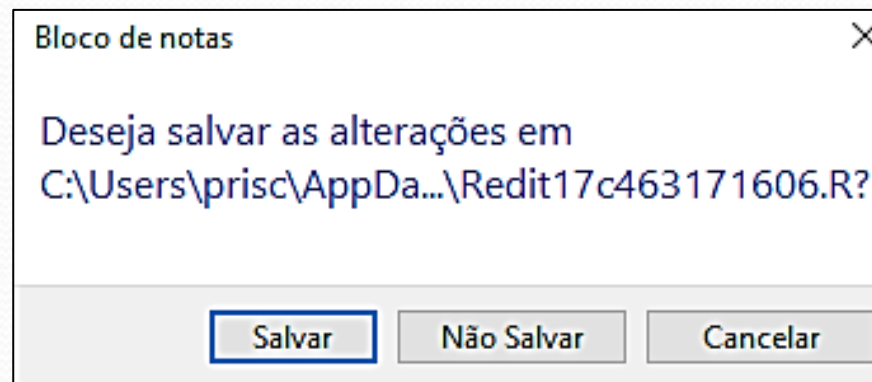 Bloco de notas
Deseja salvar as alterações em
C:\Users\prisc\AppDa...\Redit17c463171606.R?
Salvar Não Salvar Cancelar